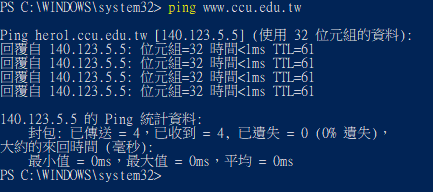 PS C:\WINDOWS\system32> ping www.ccu.edu.tw
Ping hero1.ccu.edu.tw [140.123.5.5] (使用 32 位元組的資料):
回覆自 140.123.5.5: 位元組=32 時間<1ms TTL=61
回覆自 140.123.5.5: 位元組=32 時間<1ms TTL=61
回覆自 140.123.5.5: 位元組=32 時間<1ms TTL=61
回覆自 140.123.5.5: 位元組=32 時間<1ms TTL=61
140.123.5.5 的 Ping 統計資料:
封包: 已傳送 = 4，已收到 = 4, 已遺失 = 0 (0% 遺失)，
大約的來回時間 (毫秒):
最小值 = 0ms，最大值 = 0ms，平均 = 0ms
PS C:\WINDOWS\system32>